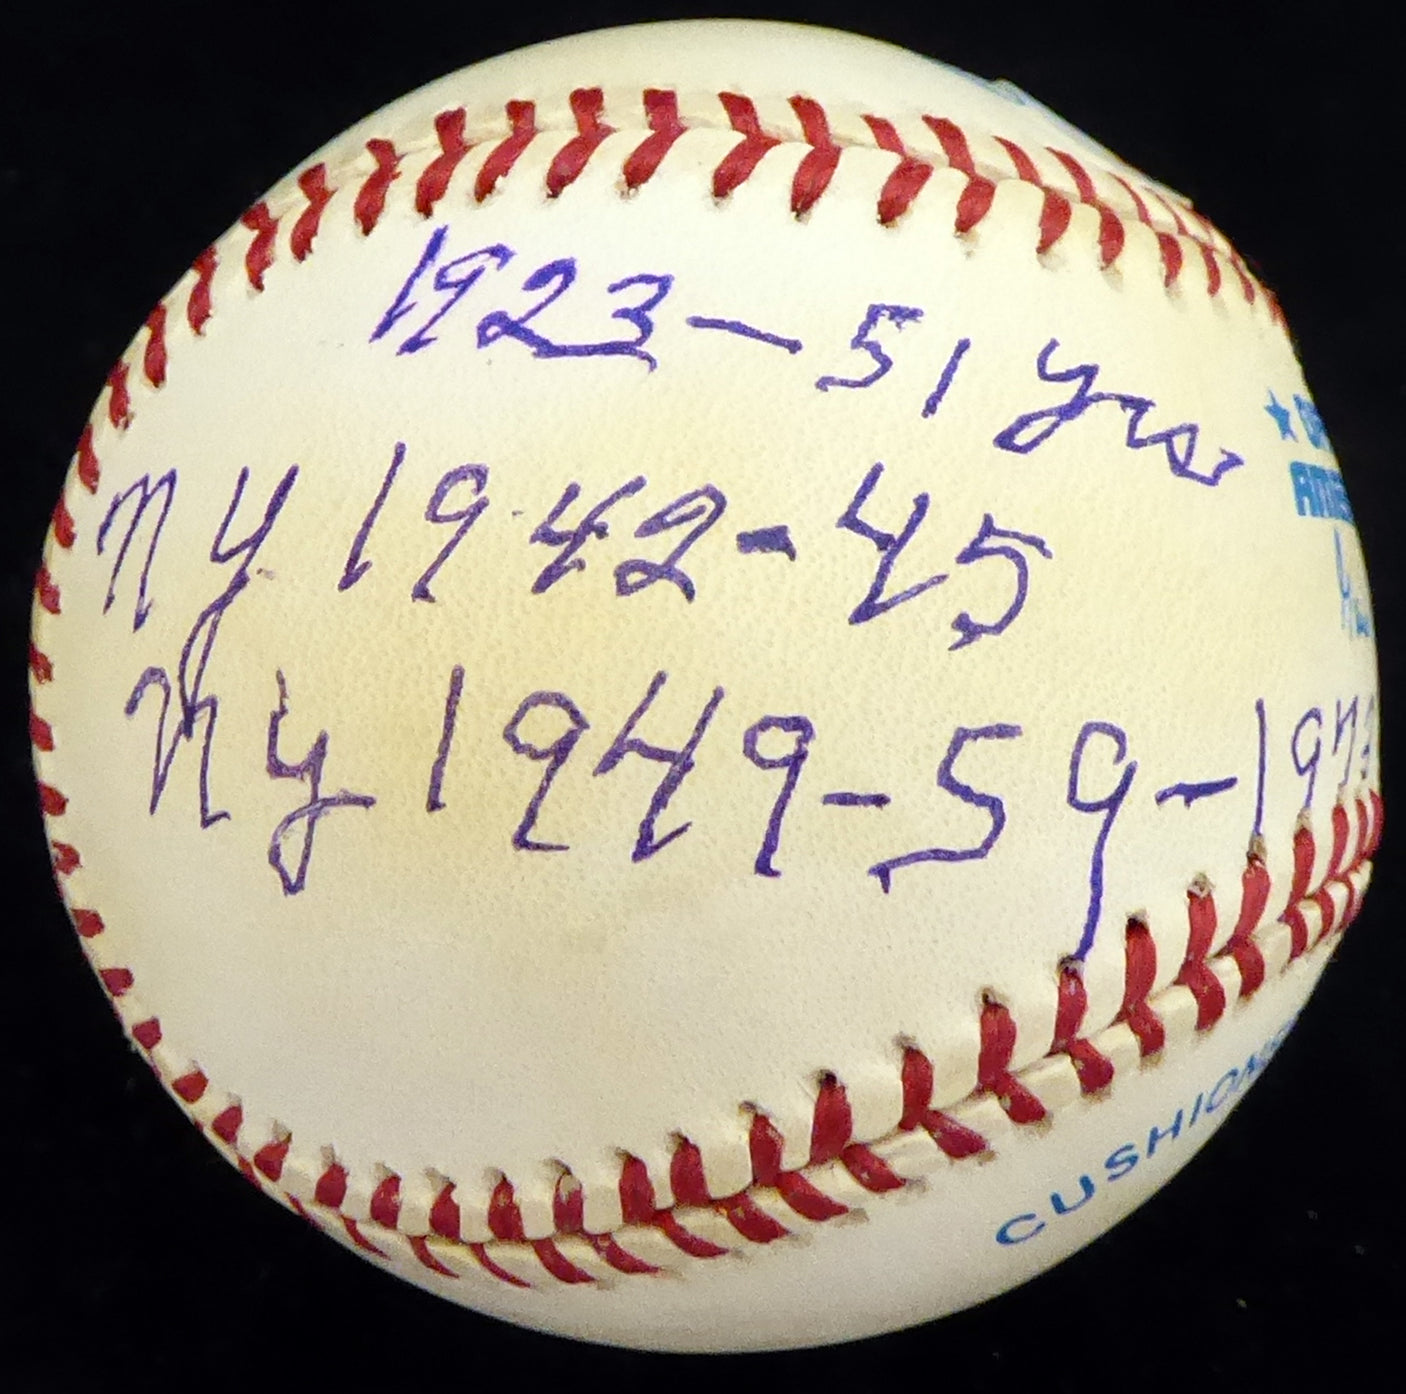 1923 - 51 yrs
NY 1942 - 45
NY 1949 - 59 - 197
CUSHION